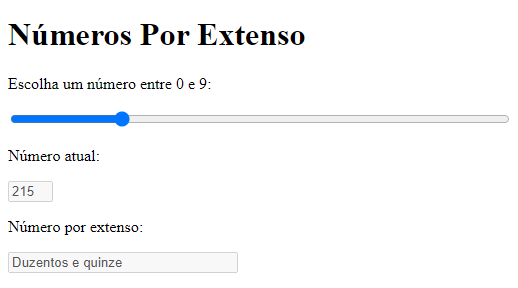 Números Por Extenso
Escolha um número entre 0 e 9:
Número atual:
215
Número por extenso:
Duzentos e quinze